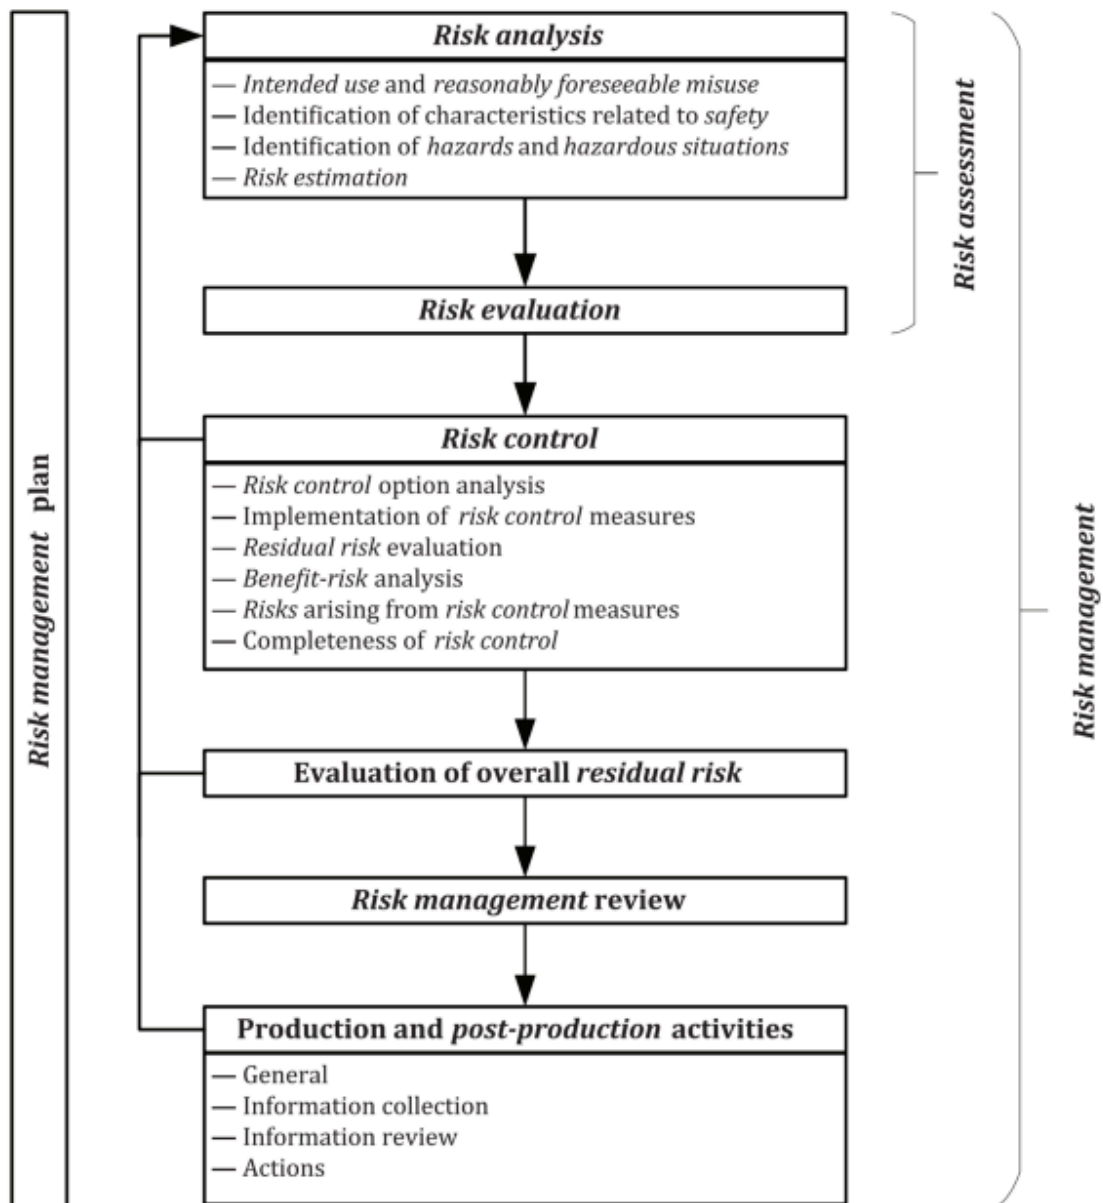 Risk management plan
Risk analysis
— Intended use and reasonably foreseeable misuse
— Identification of characteristics related to safety
— Identification of hazards and hazardous situations
— Risk estimation
Risk evaluation
Risk assessment
Risk control
— Risk control option analysis
— Implementation of risk control measures
— Residual risk evaluation
— Benefit-risk analysis
— Risks arising from risk control measures
— Completeness of risk control
Evaluation of overall residual risk
Risk management review
Production and post-production activities
— General
— Information collection
— Information review
— Actions
Risk management